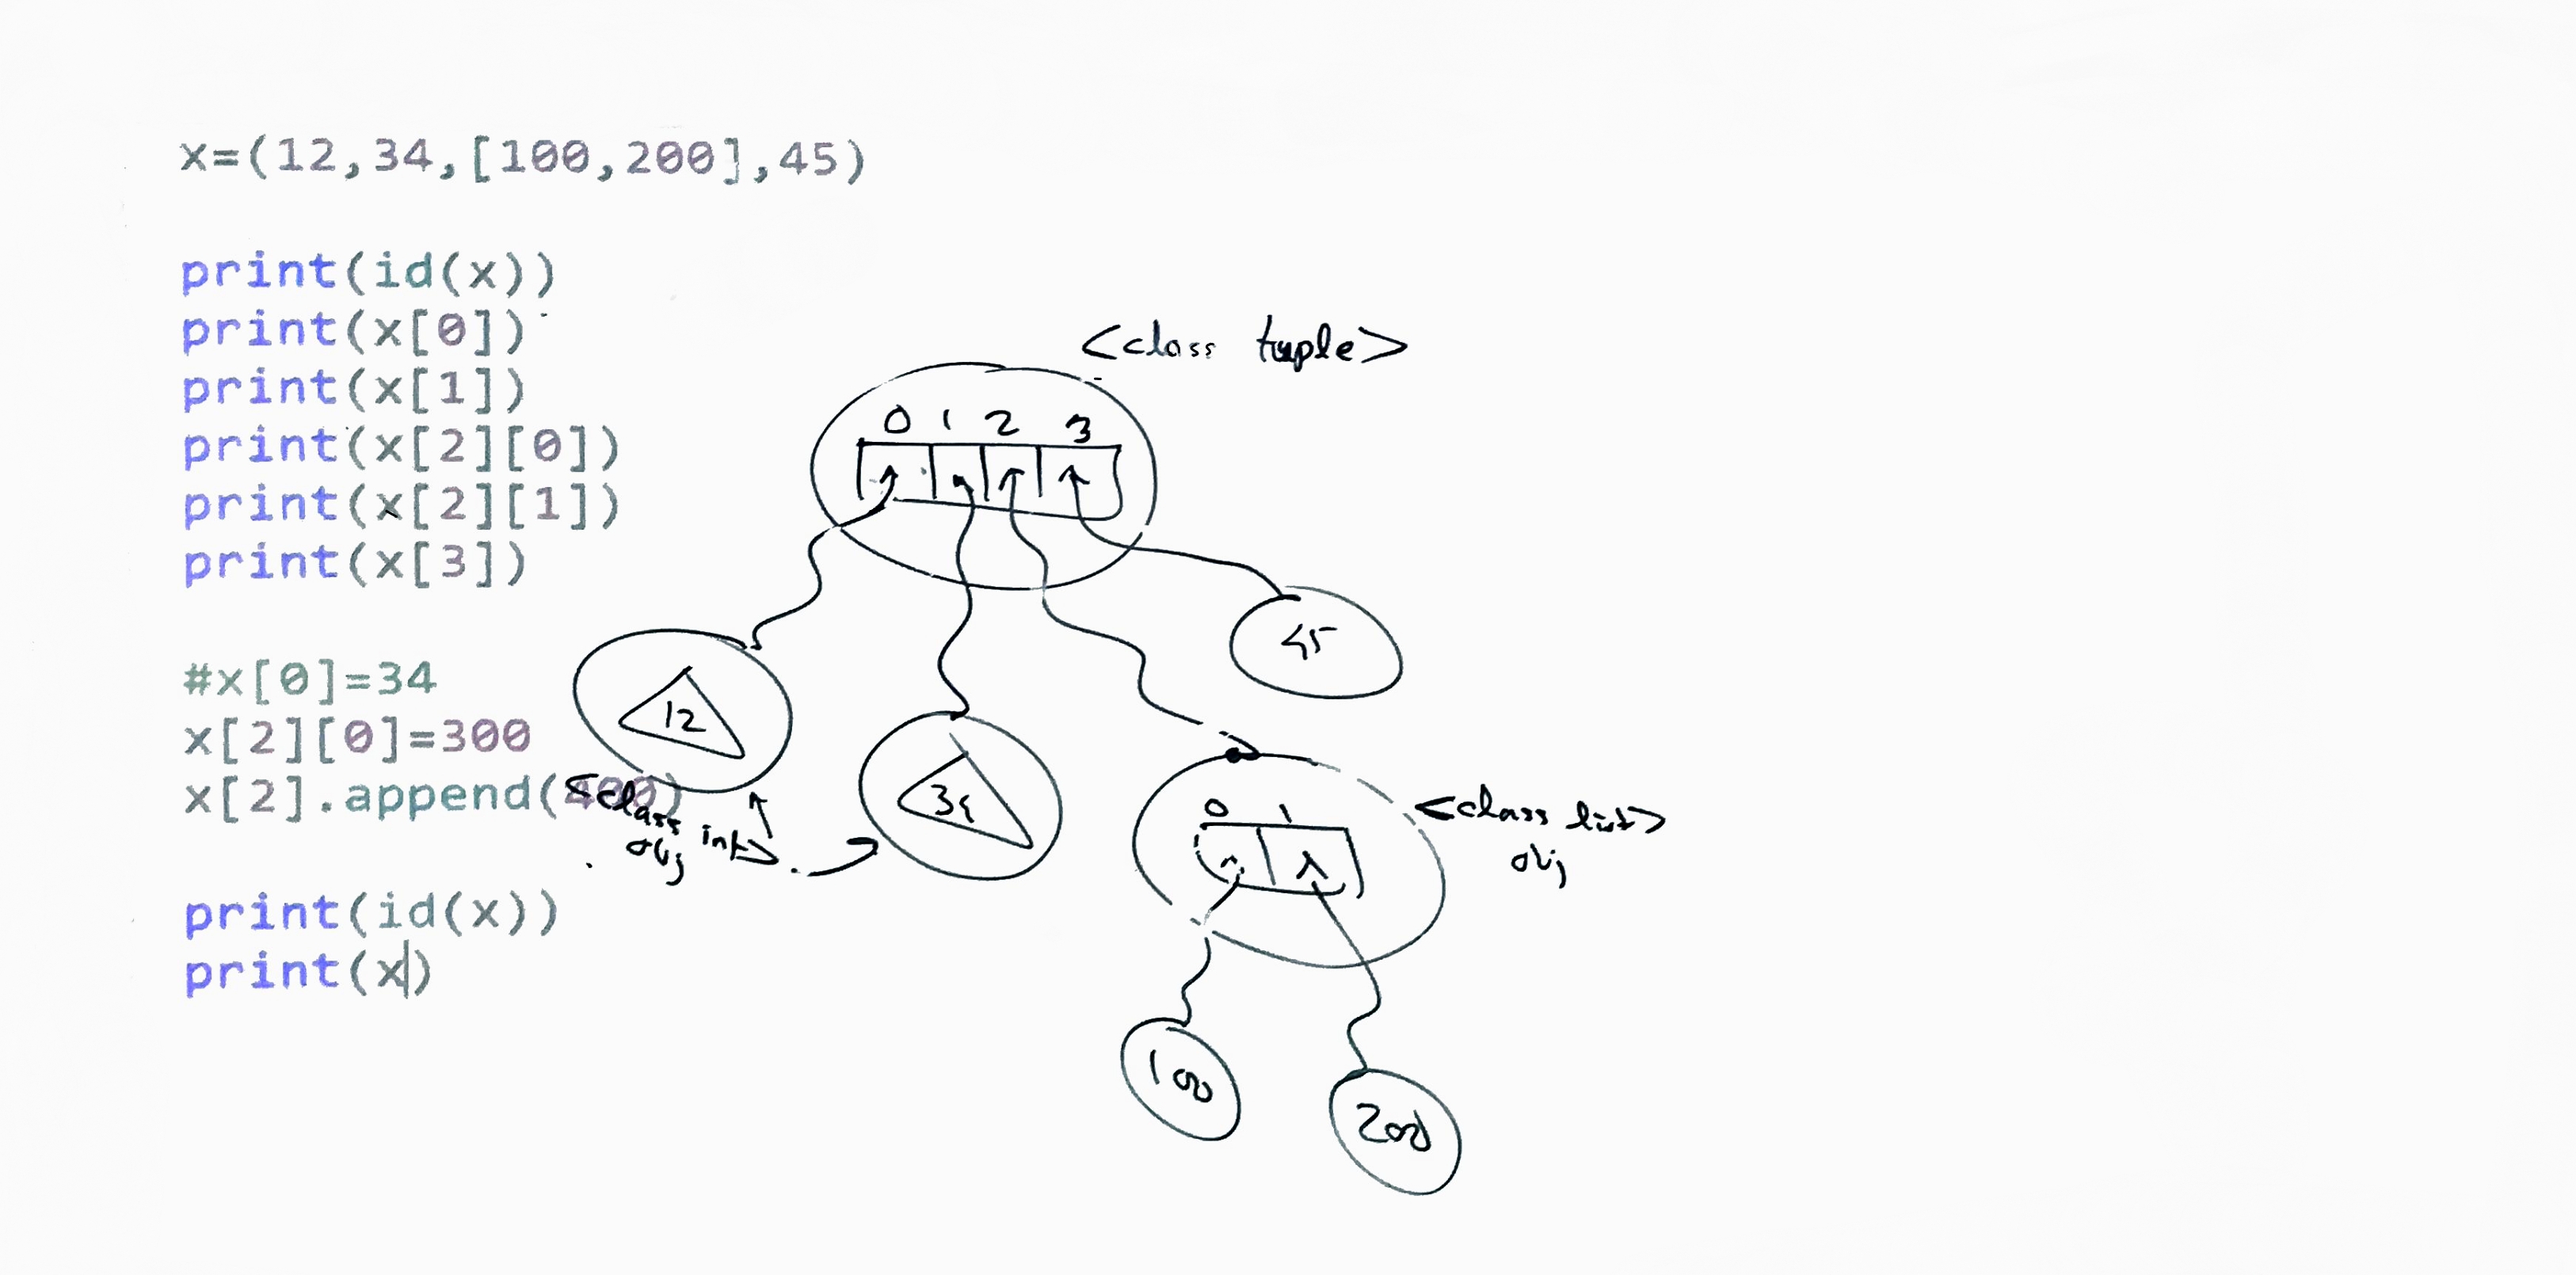 x=(12,34,[100,200],45)
print(id(x))
print(x[0])
print(x[1])
print(x[2][0])
print(x[2][1])
print(x[3])
#x[0]=34
x[2][0]=300
x[2].append(400)
print(id(x))
print(x)
<class tuple>
0 1 2 3
45
12
34
<class int>
obj
0 1
<class list>
obj
100
200